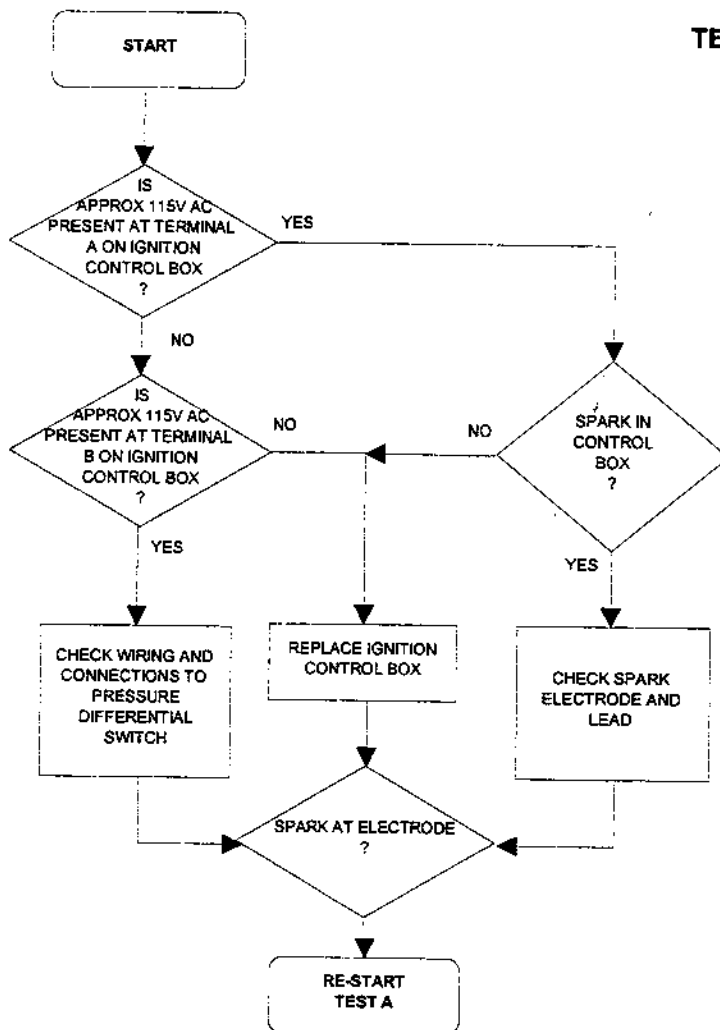 START
TE
IS
APPROX 115V AC
PRESENT AT TERMINAL
A ON IGNITION
CONTROL BOX
?
YES
NO
IS
APPROX 115V AC
PRESENT AT TERMINAL
B ON IGNITION
CONTROL BOX
?
NO
NO
SPARK IN
CONTROL
BOX
?
YES
YES
CHECK WIRING AND
CONNECTIONS TO
PRESSURE
DIFFERENTIAL
SWITCH
REPLACE IGNITION
CONTROL BOX
CHECK SPARK
ELECTRODE AND
LEAD
SPARK AT ELECTRODE
?
RE-START
TEST A